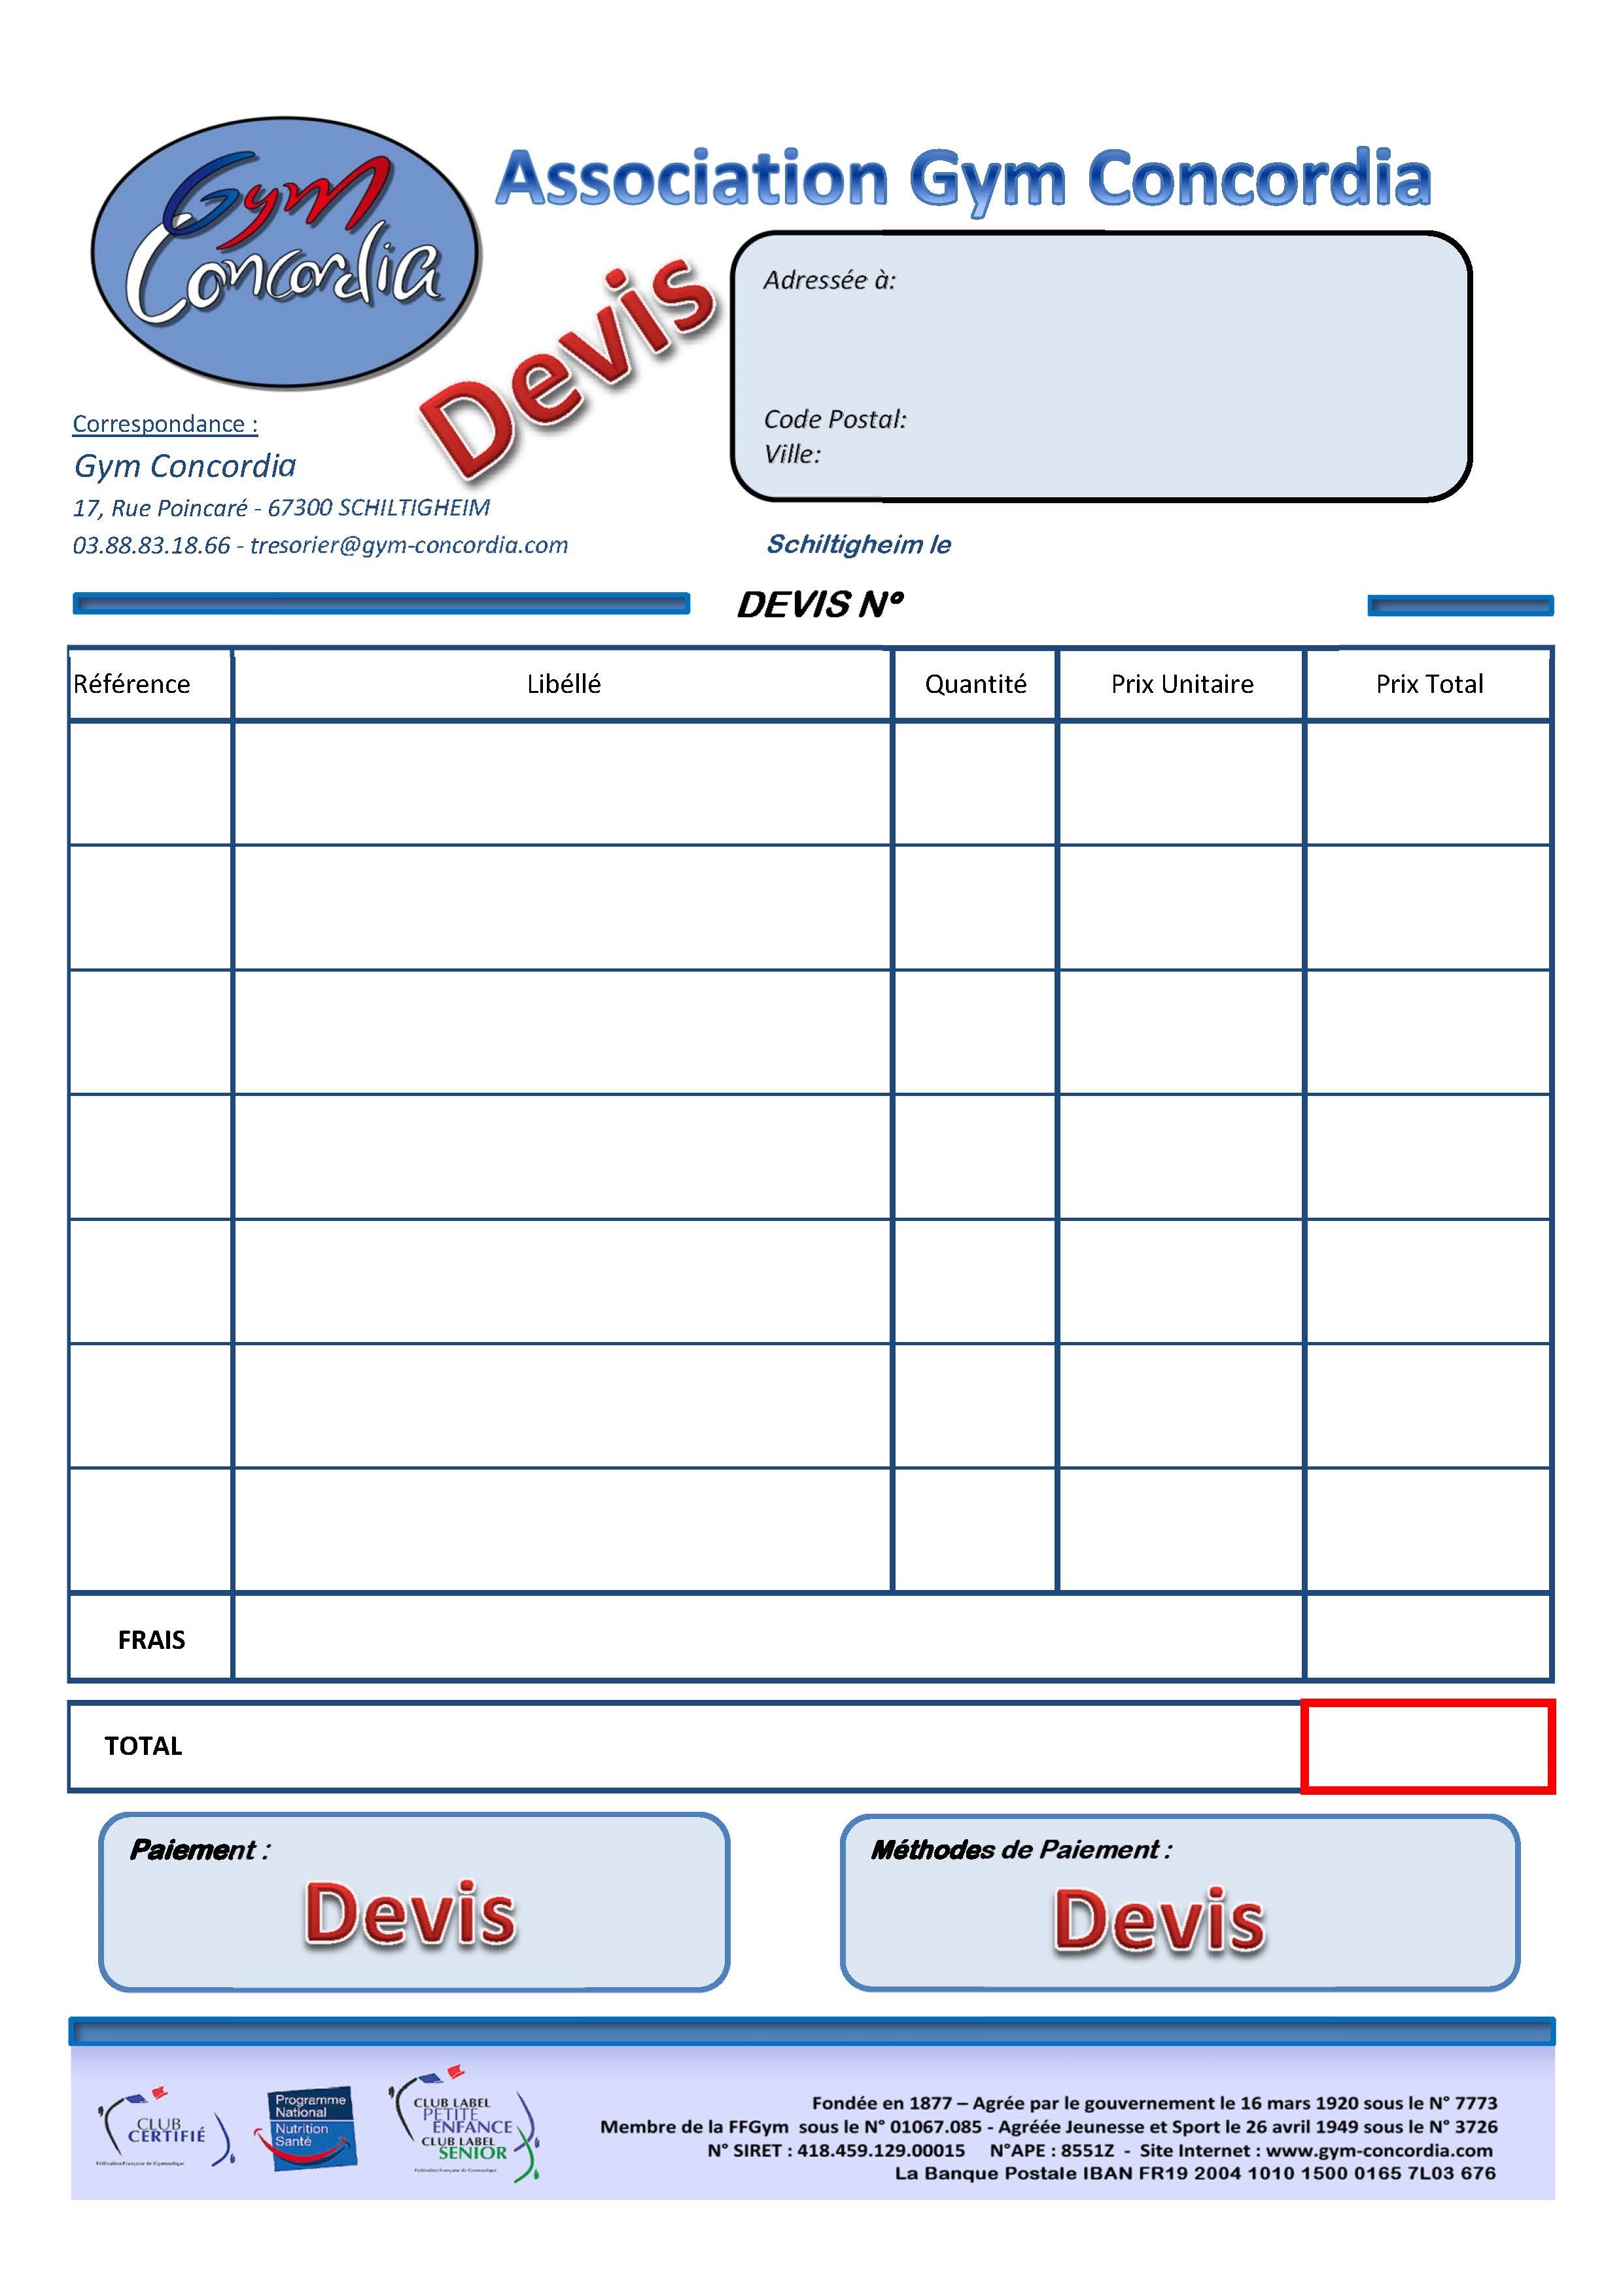 Gym
Concordia
Association Gym Concordia
Devis
Adressée à:
Code Postal:
Ville:
Correspondance :
Gym Concordia
17, Rue Poincaré - 67300 SCHILTIGHEIM
03.88.83.18.66 - tresorier@gym-concordia.com
Schiltigheim le
DEVIS N°
Référence Libéllé Quantité Prix Unitaire Prix Total
FRAIS
TOTAL
Paiement :
Devis
Méthodes de Paiement :
Devis
CLUB
CERTIFIÉ
Fédération Française de Gymnastique
Programme
National
Nutrition
Santé
CLUB LABEL
PETITE
ENFANCE
CLUB LABEL
SENIOR
Fédération Française de Gymnastique
Fondée en 1877 – Agrée par le gouvernement le 16 mars 1920 sous le N° 7773
Membre de la FFGym sous le N° 01067.085 - Agréée Jeunesse et Sport le 26 avril 1949 sous le N° 3726
N° SIRET : 418.459.129.00015 N°APE : 8551Z - Site Internet : www.gym-concordia.com
La Banque Postale IBAN FR19 2004 1010 1500 0165 7L03 676